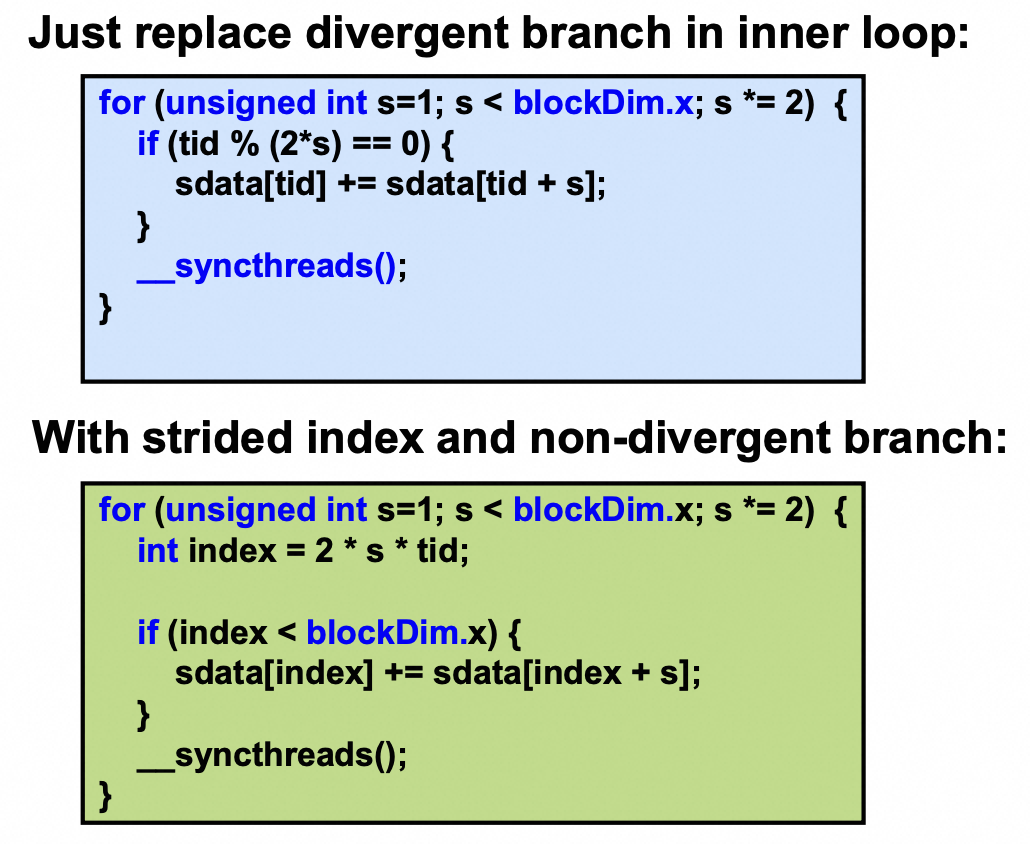 Just replace divergent branch in inner loop:
for (unsigned int s=1; s < blockDim.x; s *= 2) {
if (tid % (2*s) == 0) {
sdata[tid] += sdata[tid + s];
}
__syncthreads();
}
With strided index and non-divergent branch:
for (unsigned int s=1; s < blockDim.x; s *= 2) {
int index = 2 * s * tid;
if (index < blockDim.x) {
sdata[index] += sdata[index + s];
}
__syncthreads();
}